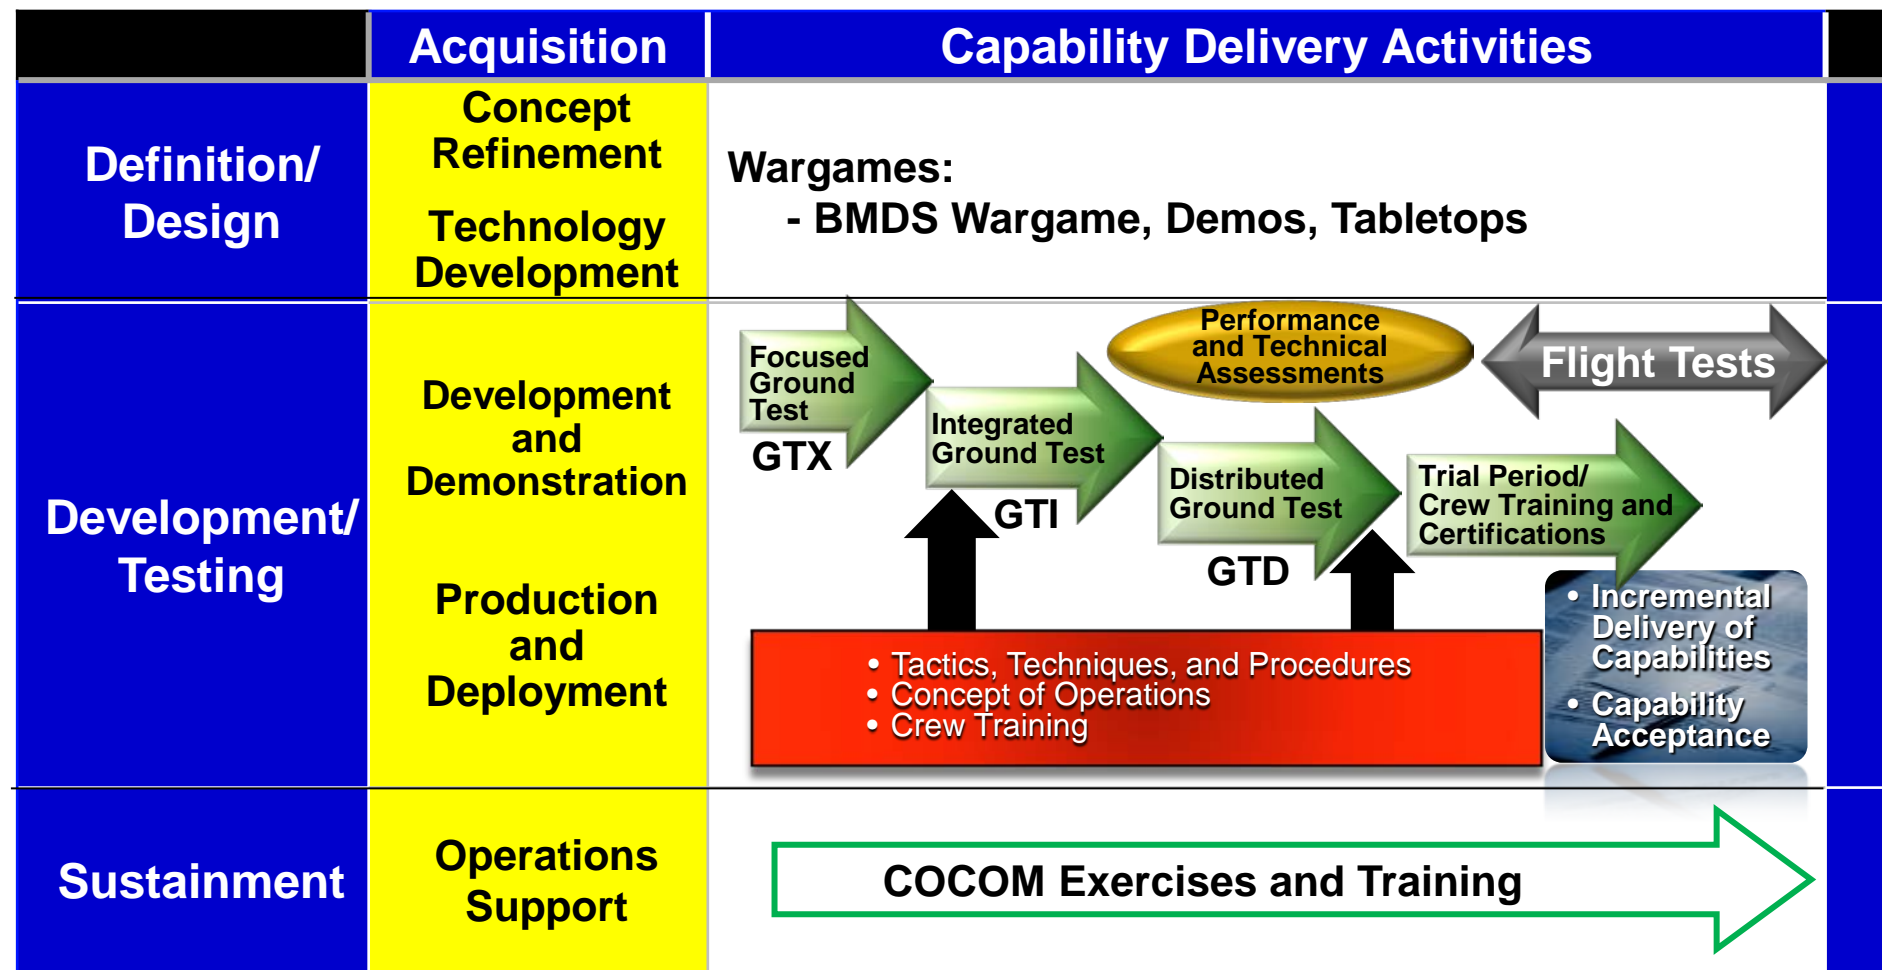 Acquisition
Capability Delivery Activities
Definition/
Design
Concept
Refinement
Technology
Development
Wargames:
- BMDS Wargame, Demos, Tabletops
Development/
Testing
Development
and
Demonstration
Production
and
Deployment
Focused
Ground
Test
GTX
Integrated
Ground Test
GTI
Performance
and Technical
Assessments
Flight Tests
Distributed
Ground Test
GTD
Trial Period/
Crew Training and
Certifications
• Tactics, Techniques, and Procedures
• Concept of Operations
• Crew Training
• Incremental
Delivery of
Capabilities
• Capability
Acceptance
Sustainment
Operations
Support
COCOM Exercises and Training